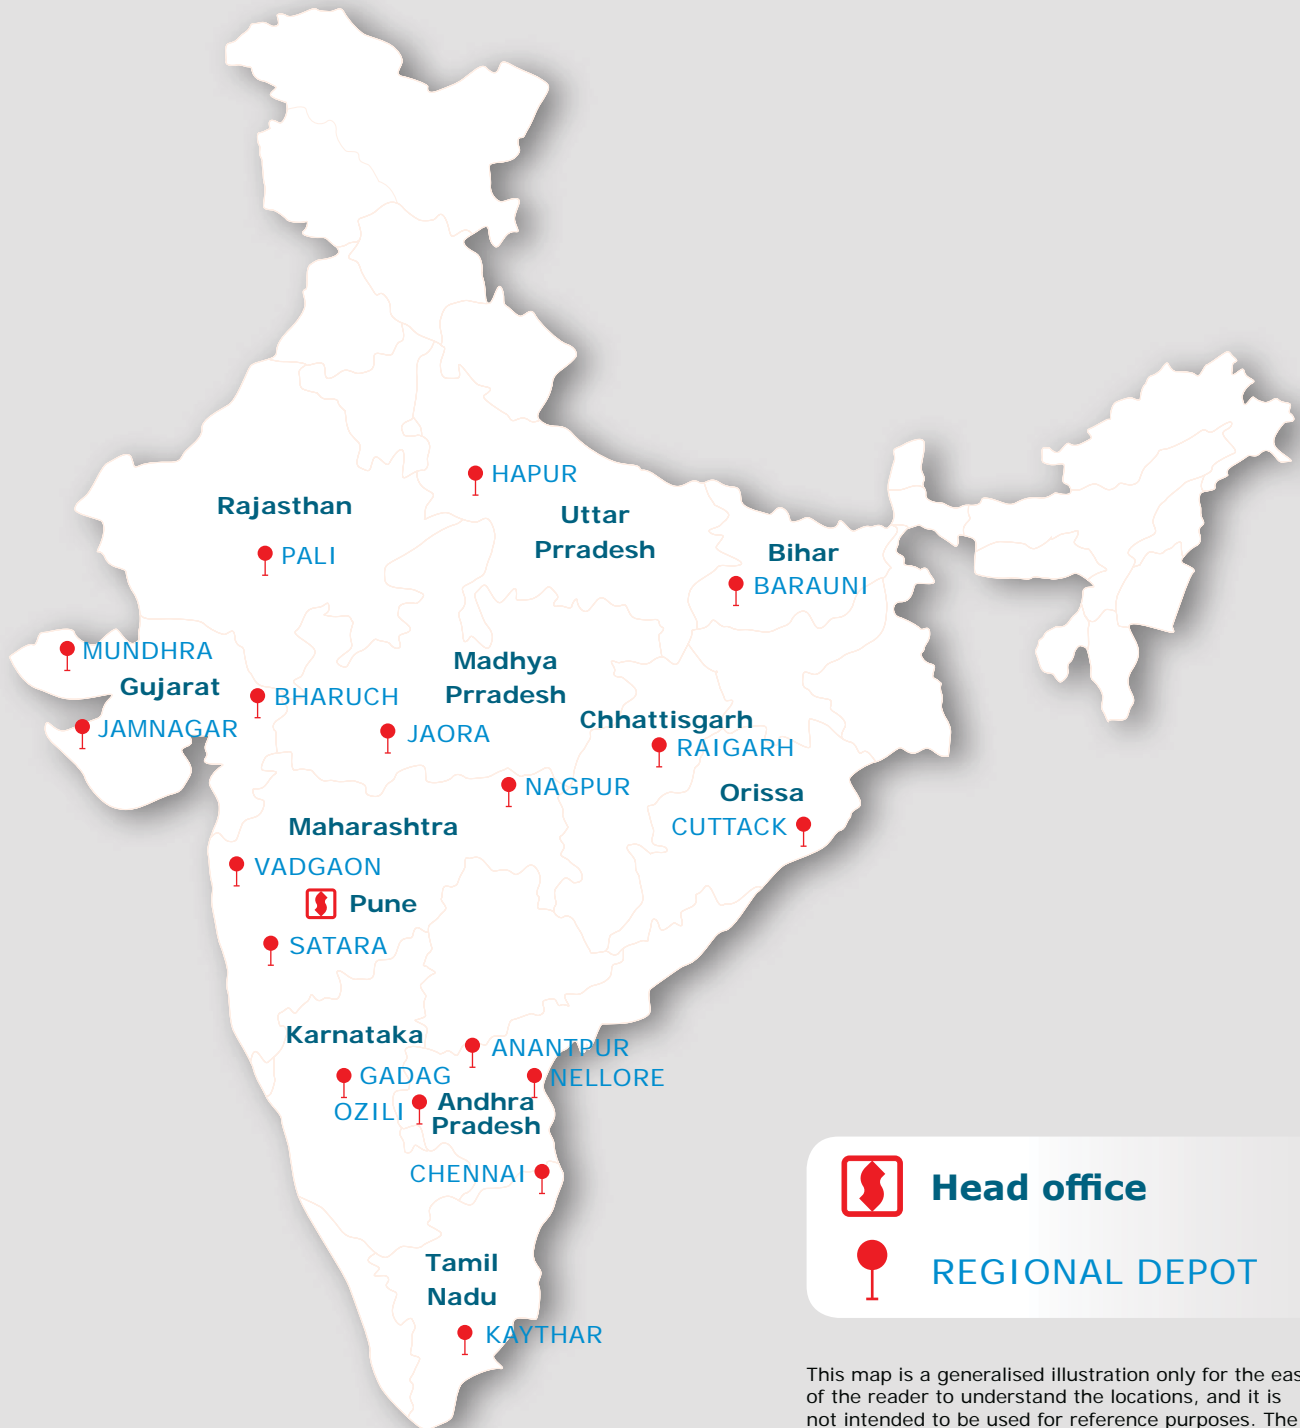 HAPUR
Rajasthan
Uttar
Prradesh
PALI
Bihar
BARAUNI
MUNDHRA
Gujarat
Madhya
Prradesh
BHARUCH
JAMNAGAR
JAORA
Chhattisgarh
RAIGARH
NAGPUR
Orissa
CUTTACK
Maharashtra
VADGAON
Pune
SATARA
Karnataka
ANANTPUR
GADAG
NELLORE
OZILI
Andhra
Pradesh
CHENNAI
Tamil
Nadu
KAYTHAR
Head office
REGIONAL DEPOT
This map is a generalised illustration only for the eas
of the reader to understand the locations, and it is
not intended to be used for reference purposes. The